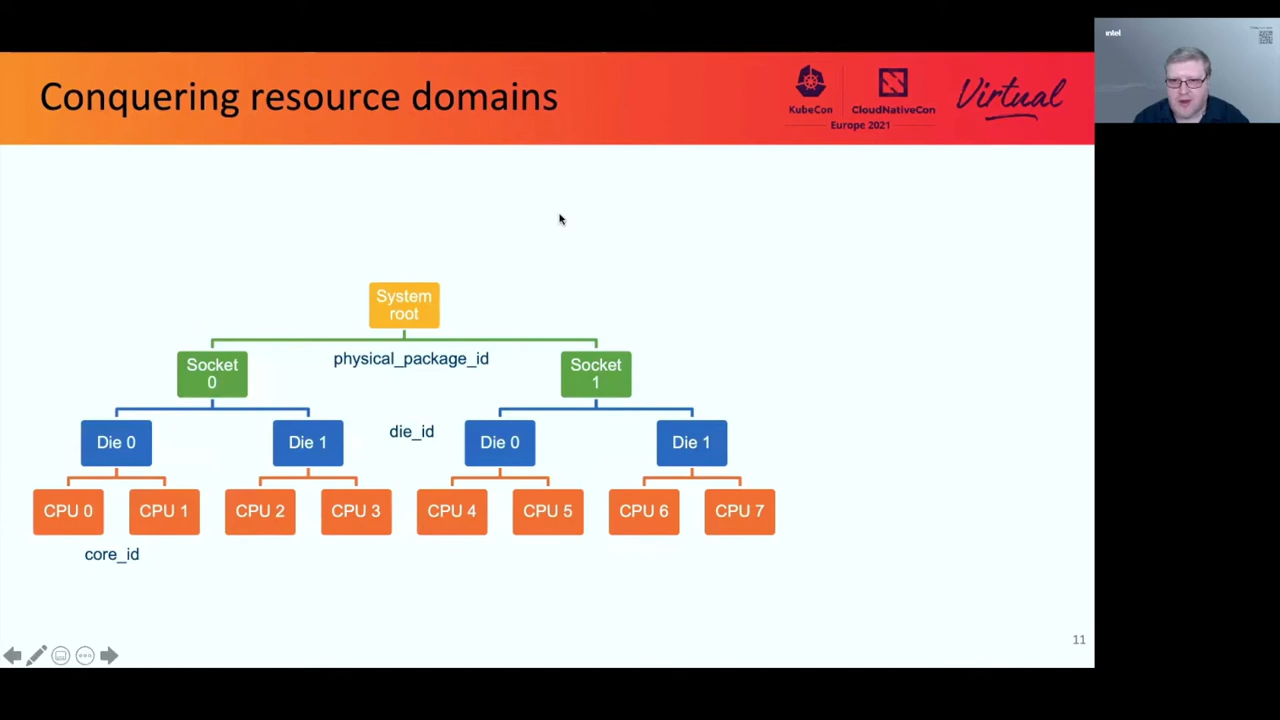 Conquering resource domains
KubeCon
CloudNativeCon
Europe 2021
Virtual
intel
System
root
physical_package_id
Socket
0
Socket
1
die_id
Die 0
Die 1
Die 0
Die 1
CPU 0
CPU 1
CPU 2
CPU 3
CPU 4
CPU 5
CPU 6
CPU 7
core_id
11